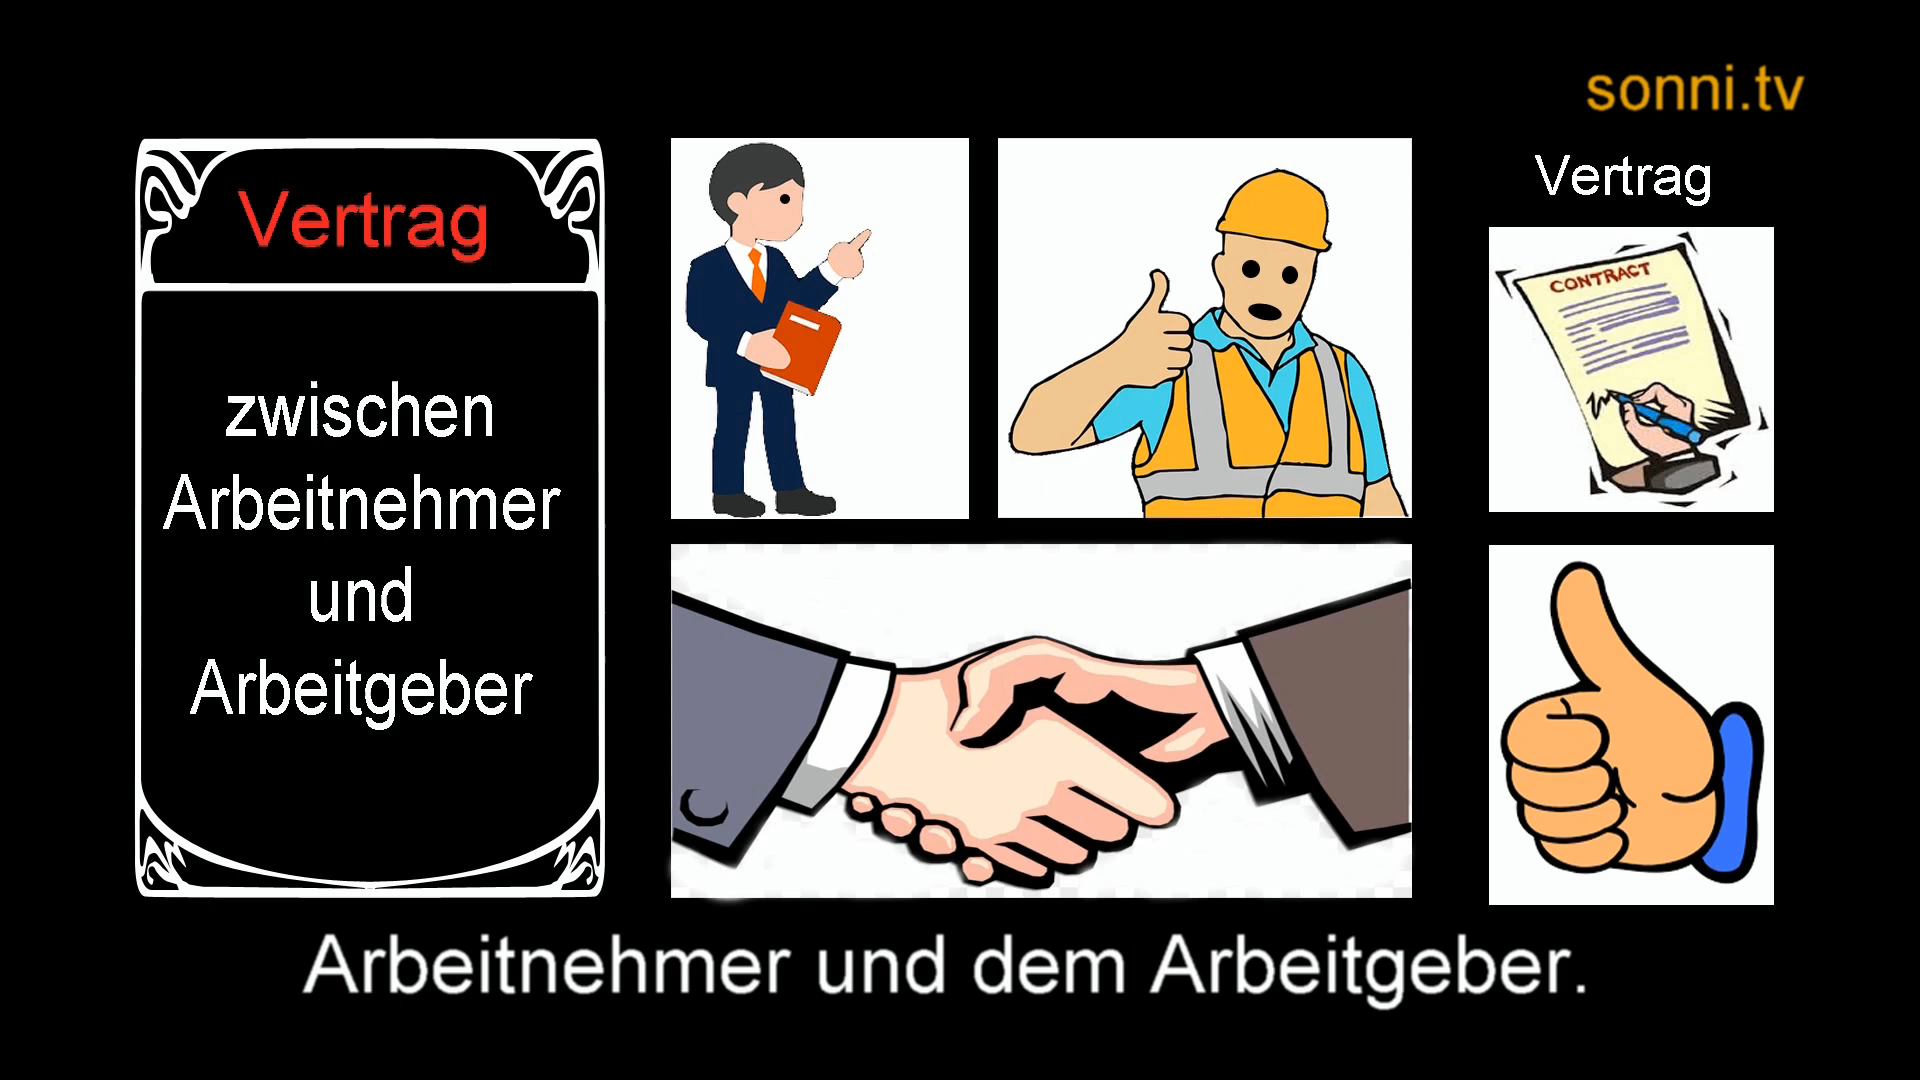 sonni.tv
Vertrag
zwischen
Arbeitnehmer
und
Arbeitgeber
Vertrag
CONTRACT
Arbeitnehmer und dem Arbeitgeber.